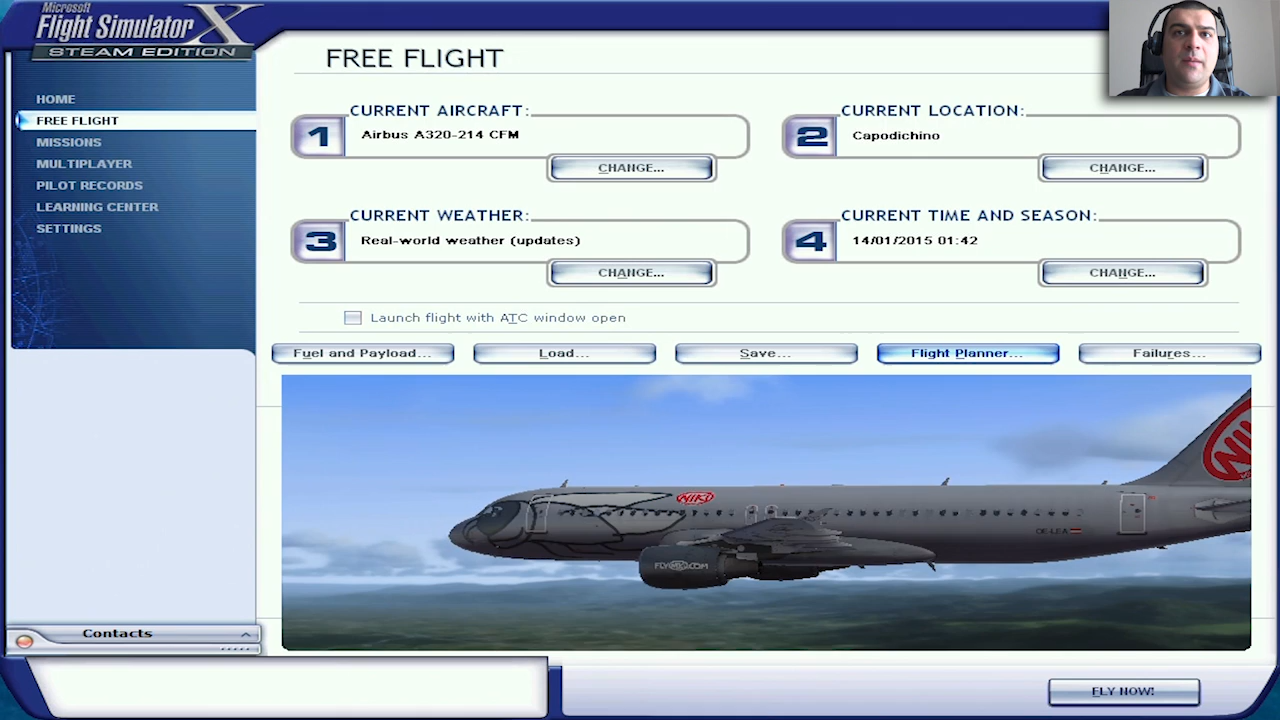 Microsoft
Flight Simulator X
STEAM EDITION
HOME
FREE FLIGHT
MISSIONS
MULTIPLAYER
PILOT RECORDS
LEARNING CENTER
SETTINGS
Contacts
FREE FLIGHT
CURRENT AIRCRAFT:
1
Airbus A320-214 CFM
CHANGE...
CURRENT LOCATION:
2
Capodichino
CHANGE...
CURRENT WEATHER:
3
Real-world weather (updates)
CHANGE...
CURRENT TIME AND SEASON:
4
14/01/2015 01:42
CHANGE...
Launch flight with ATC window open
Fuel and Payload...
Load...
Save...
Flight Planner...
Failures...
NIKI
FLYNIKI.COM
OE-LEA
FLY NOW!